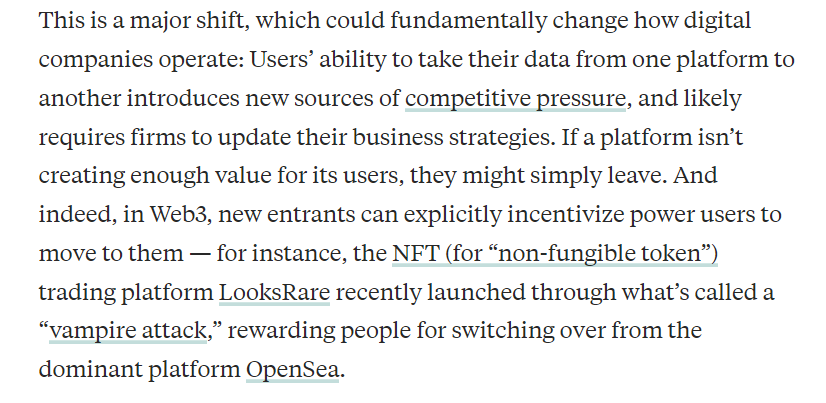 This is a major shift, which could fundamentally change how digital
companies operate: Users’ ability to take their data from one platform to
another introduces new sources of competitive pressure, and likely
requires firms to update their business strategies. If a platform isn’t
creating enough value for its users, they might simply leave. And
indeed, in Web3, new entrants can explicitly incentivize power users to
move to them — for instance, the NFT (for “non-fungible token”)
trading platform LooksRare recently launched through what’s called a
“vampire attack,” rewarding people for switching over from the
dominant platform OpenSea.